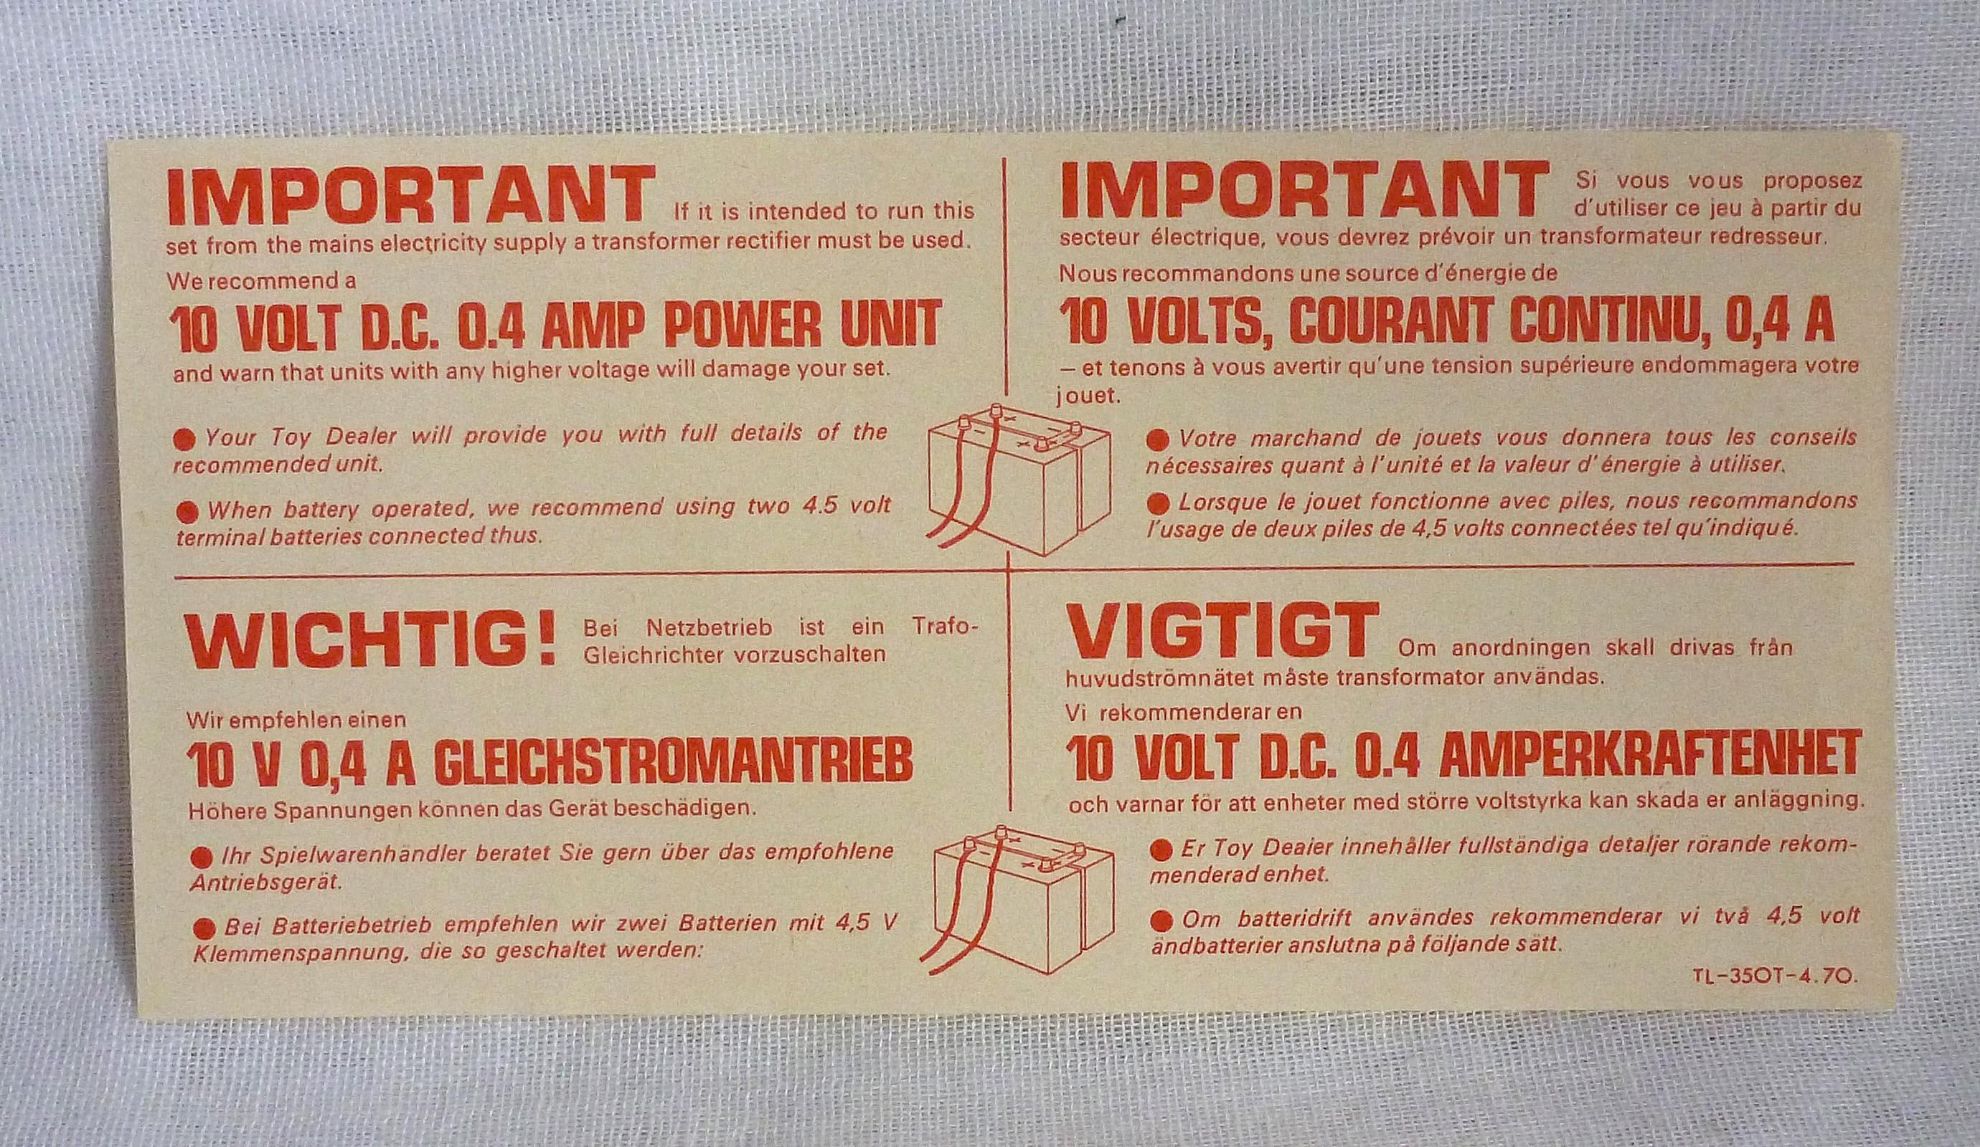 IMPORTANT If it is intended to run this
set from the mains electricity supply a transformer rectifier must be used.
We recommend a
10 VOLT D.C. 0.4 AMP POWER UNIT
and warn that units with any higher voltage will damage your set.
● Your Toy Dealer will provide you with full details of the
recommended unit.
● When battery operated, we recommend using two 4.5 volt
terminal batteries connected thus.
IMPORTANT Si vous vous proposez
d'utiliser ce jeu à partir du
secteur électrique, vous devrez prévoir un transformateur redresseur.
Nous recommandons une source d'énergie de
10 VOLTS, COURANT CONTINU, 0,4 A
– et tenons à vous avertir qu'une tension supérieure endommagera votre
jouet.
● Votre marchand de jouets vous donnera tous les conseils
nécessaires quant à l'unité et la valeur d'énergie à utiliser.
● Lorsque le jouet fonctionne avec piles, nous recommandons
l'usage de deux piles de 4,5 volts connectées tel qu'indiqué.
WICHTIG! Bei Netzbetrieb ist ein Trafo-
Gleichrichter vorzuschalten
Wir empfehlen einen
10 V 0,4 A GLEICHSTROMANTRIEB
Höhere Spannungen können das Gerät beschädigen.
● Ihr Spielwarenhändler beratet Sie gern über das empfohlene
Antriebsgerät.
● Bei Batteriebetrieb empfehlen wir zwei Batterien mit 4,5 V
Klemmenspannung, die so geschaltet werden:
VIGTIGT Om anordningen skall drivas från
huvudströmnätet måste transformator användas.
Vi rekommenderar en
10 VOLT D.C. 0.4 AMPERKRAFTENHET
och varnar för att enheter med större voltstyrka kan skada er anläggning.
● Er Toy Deaier innehåller fullständiga detaljer rörande rekom-
menderad enhet.
● Om batteridrift användes rekommenderar vi två 4,5 volt
ändbatterier anslutna på följande sätt.
TL-350T-4.70.